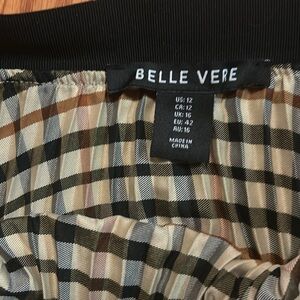 BELLE VERE
US: 12
CA: 12
UK: 16
EU: 42
AU: 16
MADE IN
CHINA